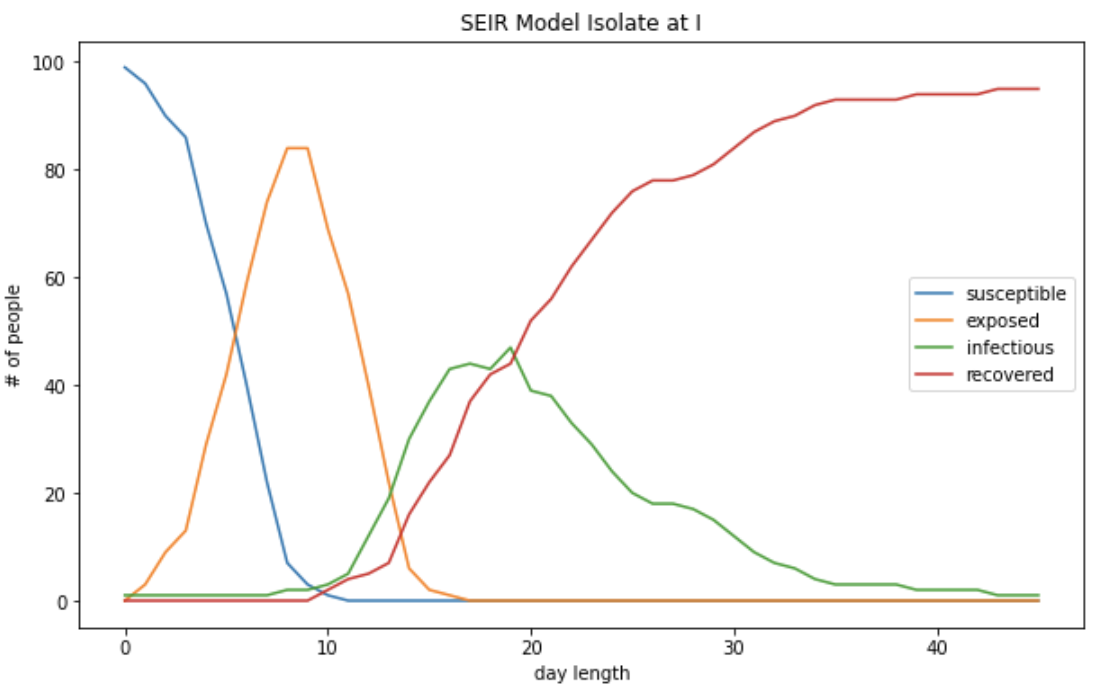 SEIR Model Isolate at I
100
80
60
40
20
0
# of people
susceptible
exposed
infectious
recovered
0 10 20 30 40
day length